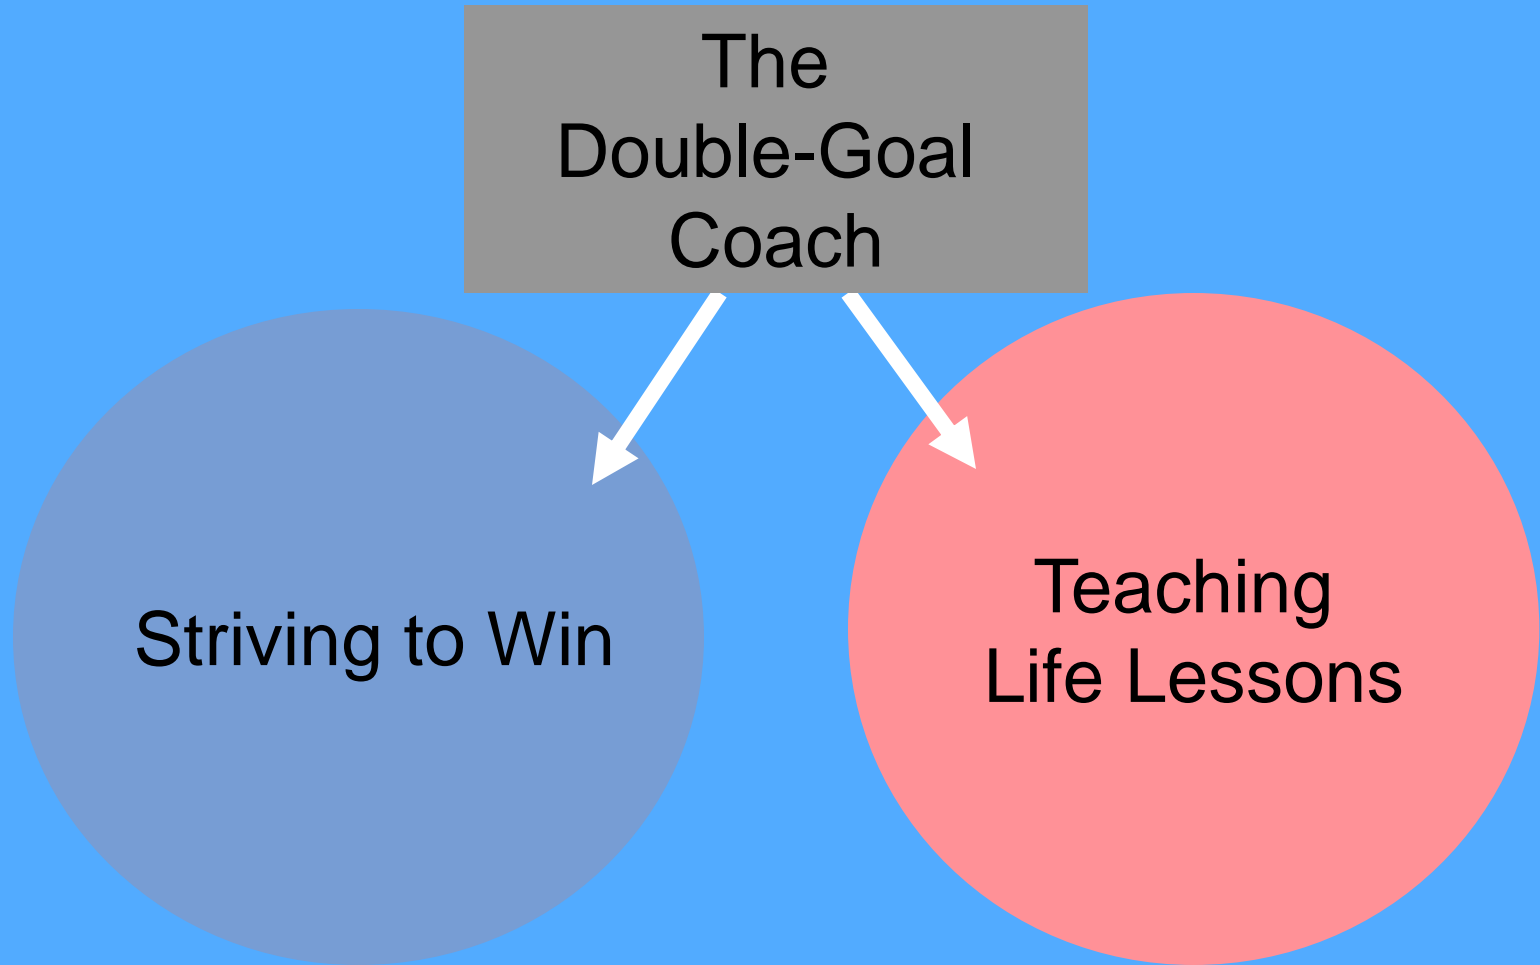 The
Double-Goal
Coach
Striving to Win
Teaching
Life Lessons